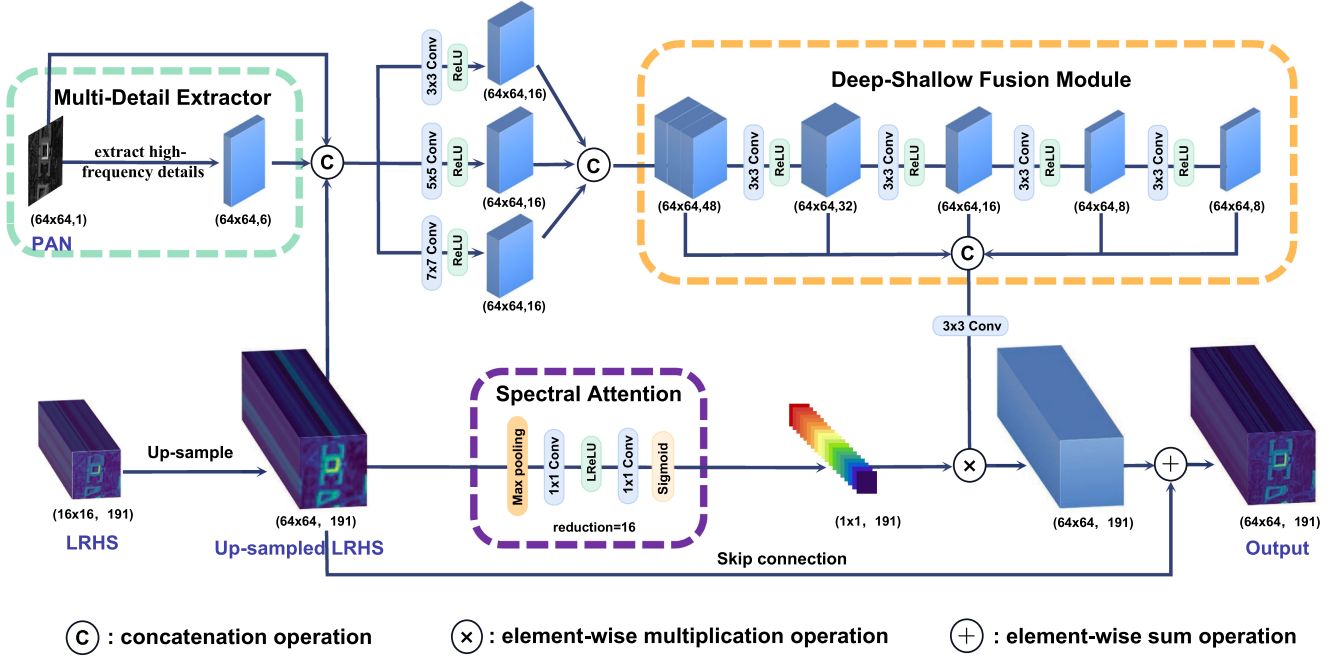 Multi-Detail Extractor
extract high-
frequency details
(64x64,1)
PAN
(64x64,6)
C
3x3 Conv
ReLU
(64x64,16)
5x5 Conv
ReLU
(64x64,16)
7x7 Conv
ReLU
(64x64,16)
C
Deep-Shallow Fusion Module
(64x64,48)
3x3 Conv
ReLU
(64x64,32)
3x3 Conv
ReLU
(64x64,16)
3x3 Conv
ReLU
(64x64,8)
3x3 Conv
ReLU
(64x64,8)
C
3x3 Conv
(16x16, 191)
LRHS
Up-sample
(64x64, 191)
Up-sampled LRHS
Spectral Attention
Max pooling
1x1 Conv
LReLU
1x1 Conv
Sigmoid
reduction=16
(1x1, 191)
×
(64x64, 191)
+
(64x64, 191)
Output
Skip connection
C : concatenation operation
× : element-wise multiplication operation
+ : element-wise sum operation